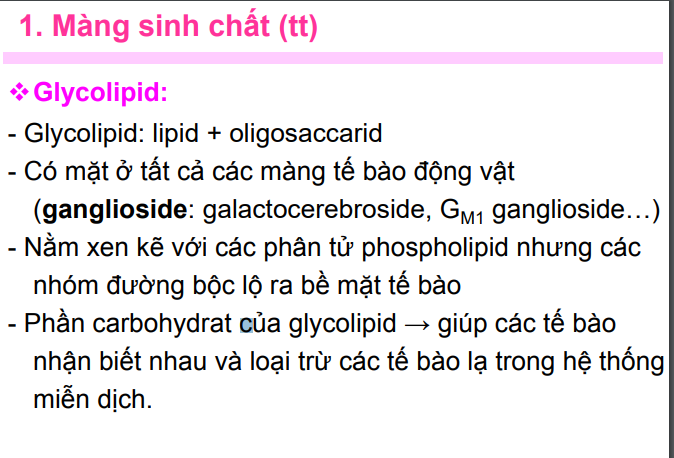 1. Màng sinh chất (tt)
❖ Glycolipid:
- Glycolipid: lipid + oligosaccarid
- Có mặt ở tất cả các màng tế bào động vật
(ganglioside: galactocerebroside, GM1 ganglioside…)
- Nằm xen kẽ với các phân tử phospholipid nhưng các
nhóm đường bộc lộ ra bề mặt tế bào
- Phần carbohydrat của glycolipid → giúp các tế bào
nhận biết nhau và loại trừ các tế bào lạ trong hệ thống
miễn dịch.